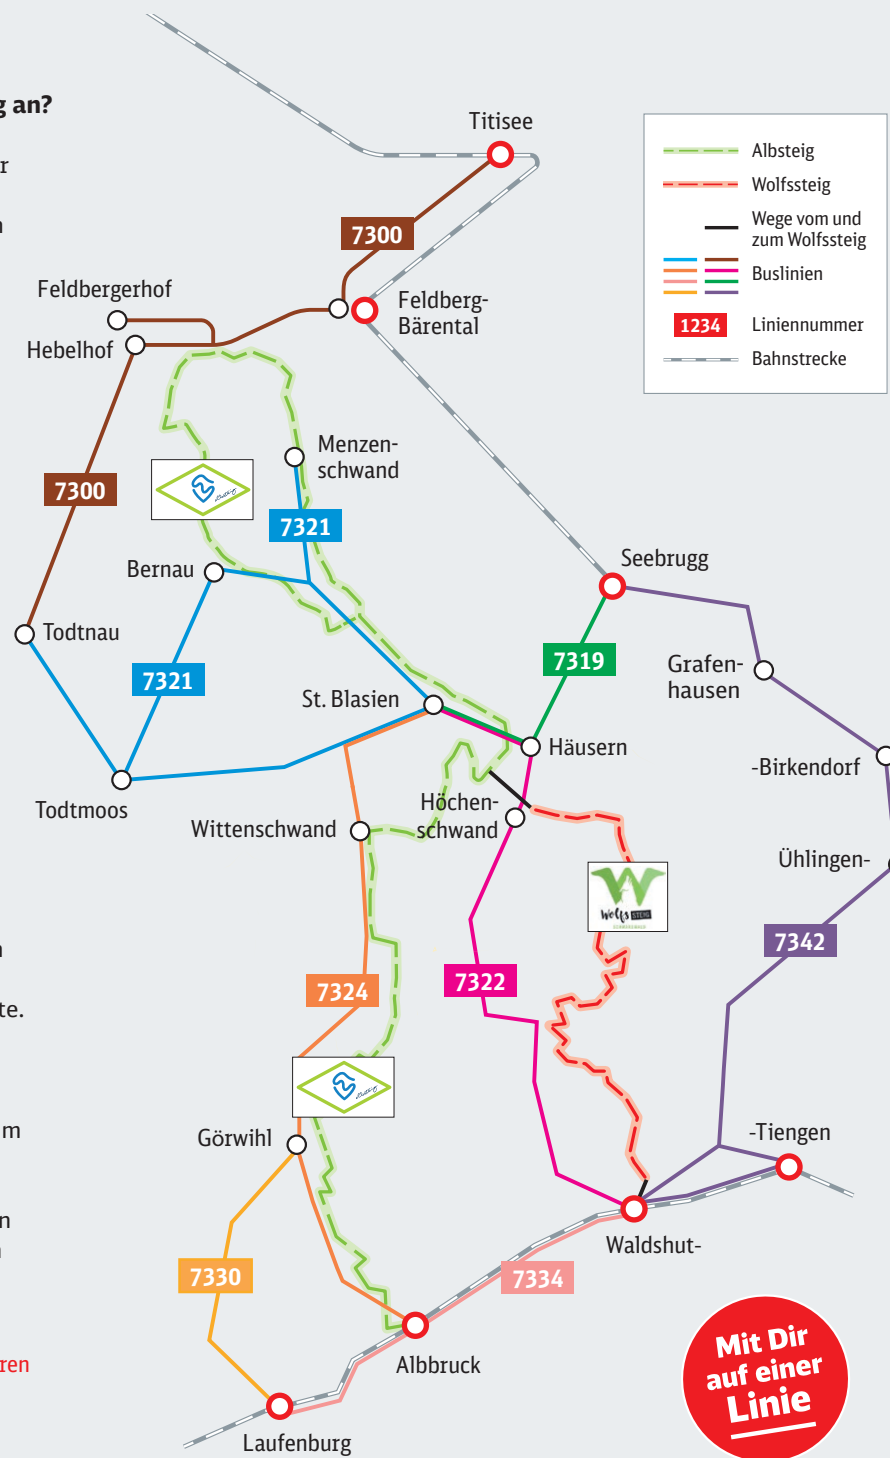 g an?
r
n
Titisee
Albsteig
Wolfssteig
Wege vom und
zum Wolfssteig
Buslinien
1234 Liniennummer
Bahnstrecke
7300
Feldbergerhof
Hebelhof
Feldberg-
Bärental
Menzen-
schwand
7300
7321
Bernau
Seebrugg
Todtnau
7319
Grafen-
hausen
7321
St. Blasien
Häusern
-Birkendorf
Todtmoos
Höchen-
schwand
Wittenschwand
Ühlingen-
Wolfs STEIG
7342
n
7324
7322
te.
m
Görwihl
-Tiengen
n
n
Waldshut-
7330
7334
Albbruck
ren
Laufenburg
Mit Dir
auf einer
Linie